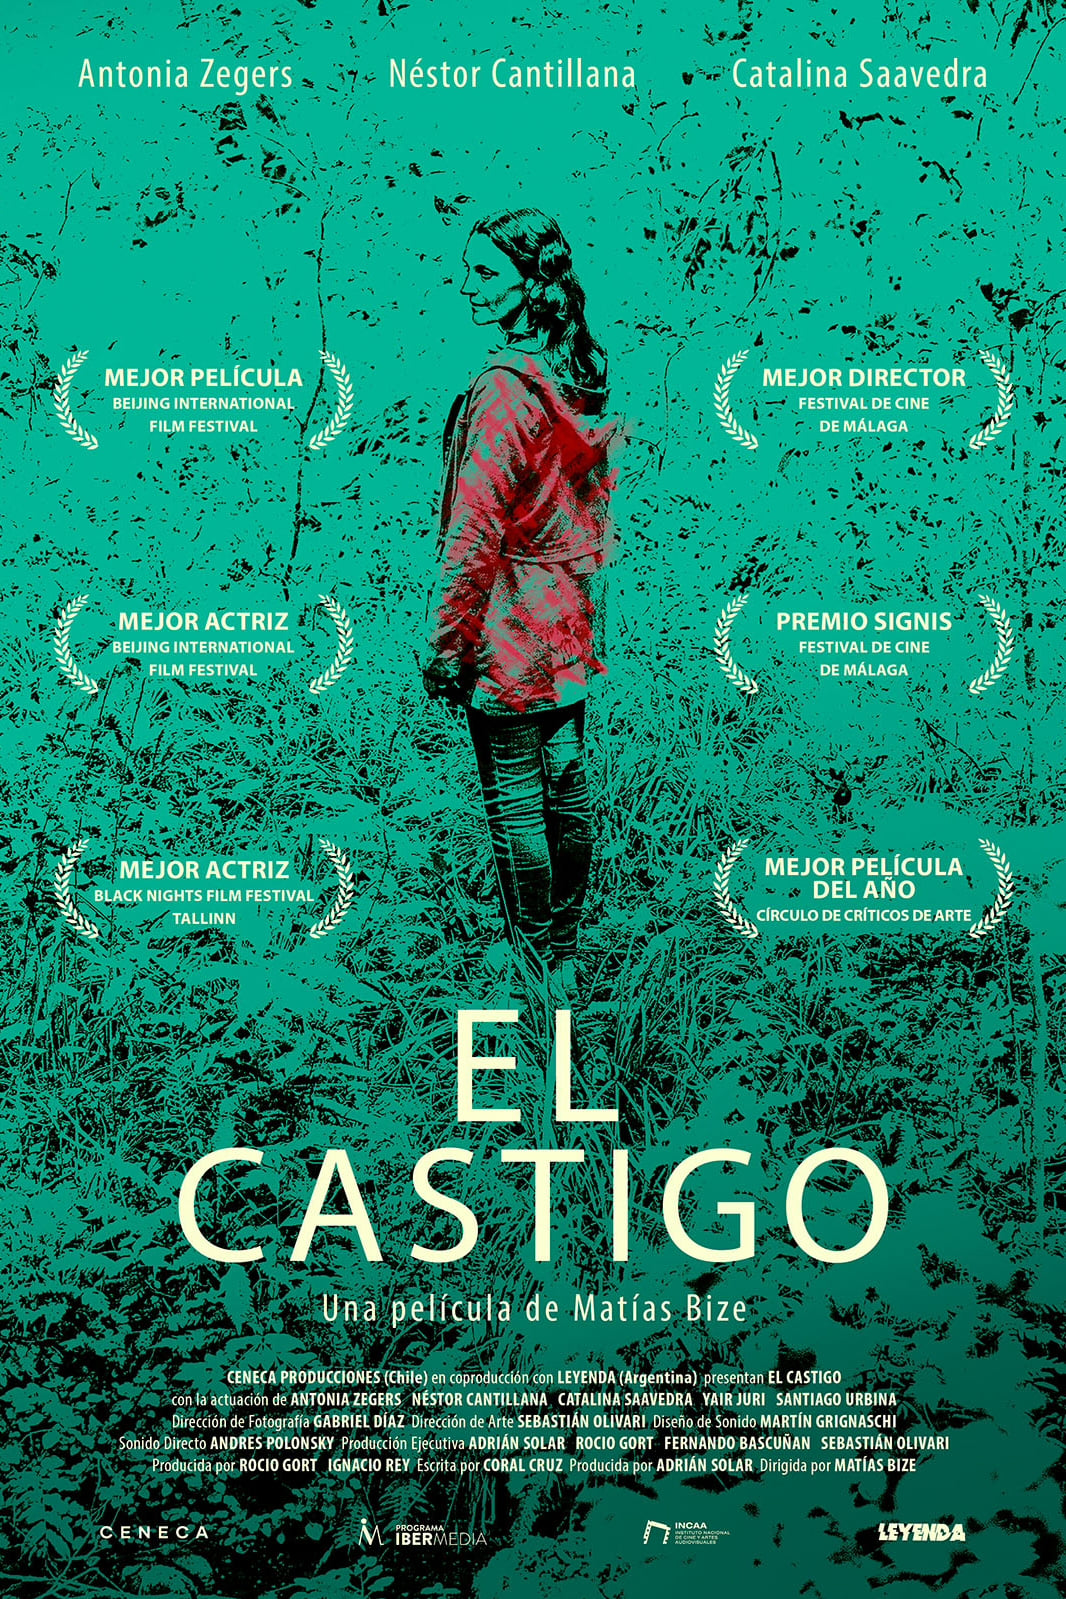 Antonia Zegers Néstor Cantillana Catalina Saavedra
MEJOR PELÍCULA
BEIJING INTERNATIONAL
FILM FESTIVAL
MEJOR DIRECTOR
FESTIVAL DE CINE
DE MÁLAGA
MEJOR ACTRIZ
BEIJING INTERNATIONAL
FILM FESTIVAL
PREMIO SIGNIS
FESTIVAL DE CINE
DE MÁLAGA
MEJOR ACTRIZ
BLACK NIGHTS FILM FESTIVAL
TALLINN
MEJOR PELÍCULA
DEL AÑO
CÍRCULO DE CRÍTICOS DE ARTE
EL
CASTIGO
Una película de Matías Bize
CENECA PRODUCCIONES (Chile) en coproducción con LEYENDA (Argentina) presentan EL CASTIGO
con la actuación de ANTONIA ZEGERS NÉSTOR CANTILLANA CATALINA SAAVEDRA YAIR JURI SANTIAGO URBINA
Dirección de Fotografía GABRIEL DÍAZ Dirección de Arte SEBASTIÁN OLIVARI Diseño de Sonido MARTÍN GRIGNASCHI
Sonido Directo ANDRES POLONSKY Producción Ejecutiva ADRIÁN SOLAR ROCIO GORT FERNANDO BASCUÑAN SEBASTIÁN OLIVARI
Producida por ROCIO GORT IGNACIO REY Escrita por CORAL CRUZ Producida por ADRIÁN SOLAR Dirigida por MATÍAS BIZE
CENECA
PROGRAMA
IBERMEDIA
INCAA
INSTITUTO NACIONAL
DE CINE Y ARTES
AUDIOVISUALES
LEYENDA